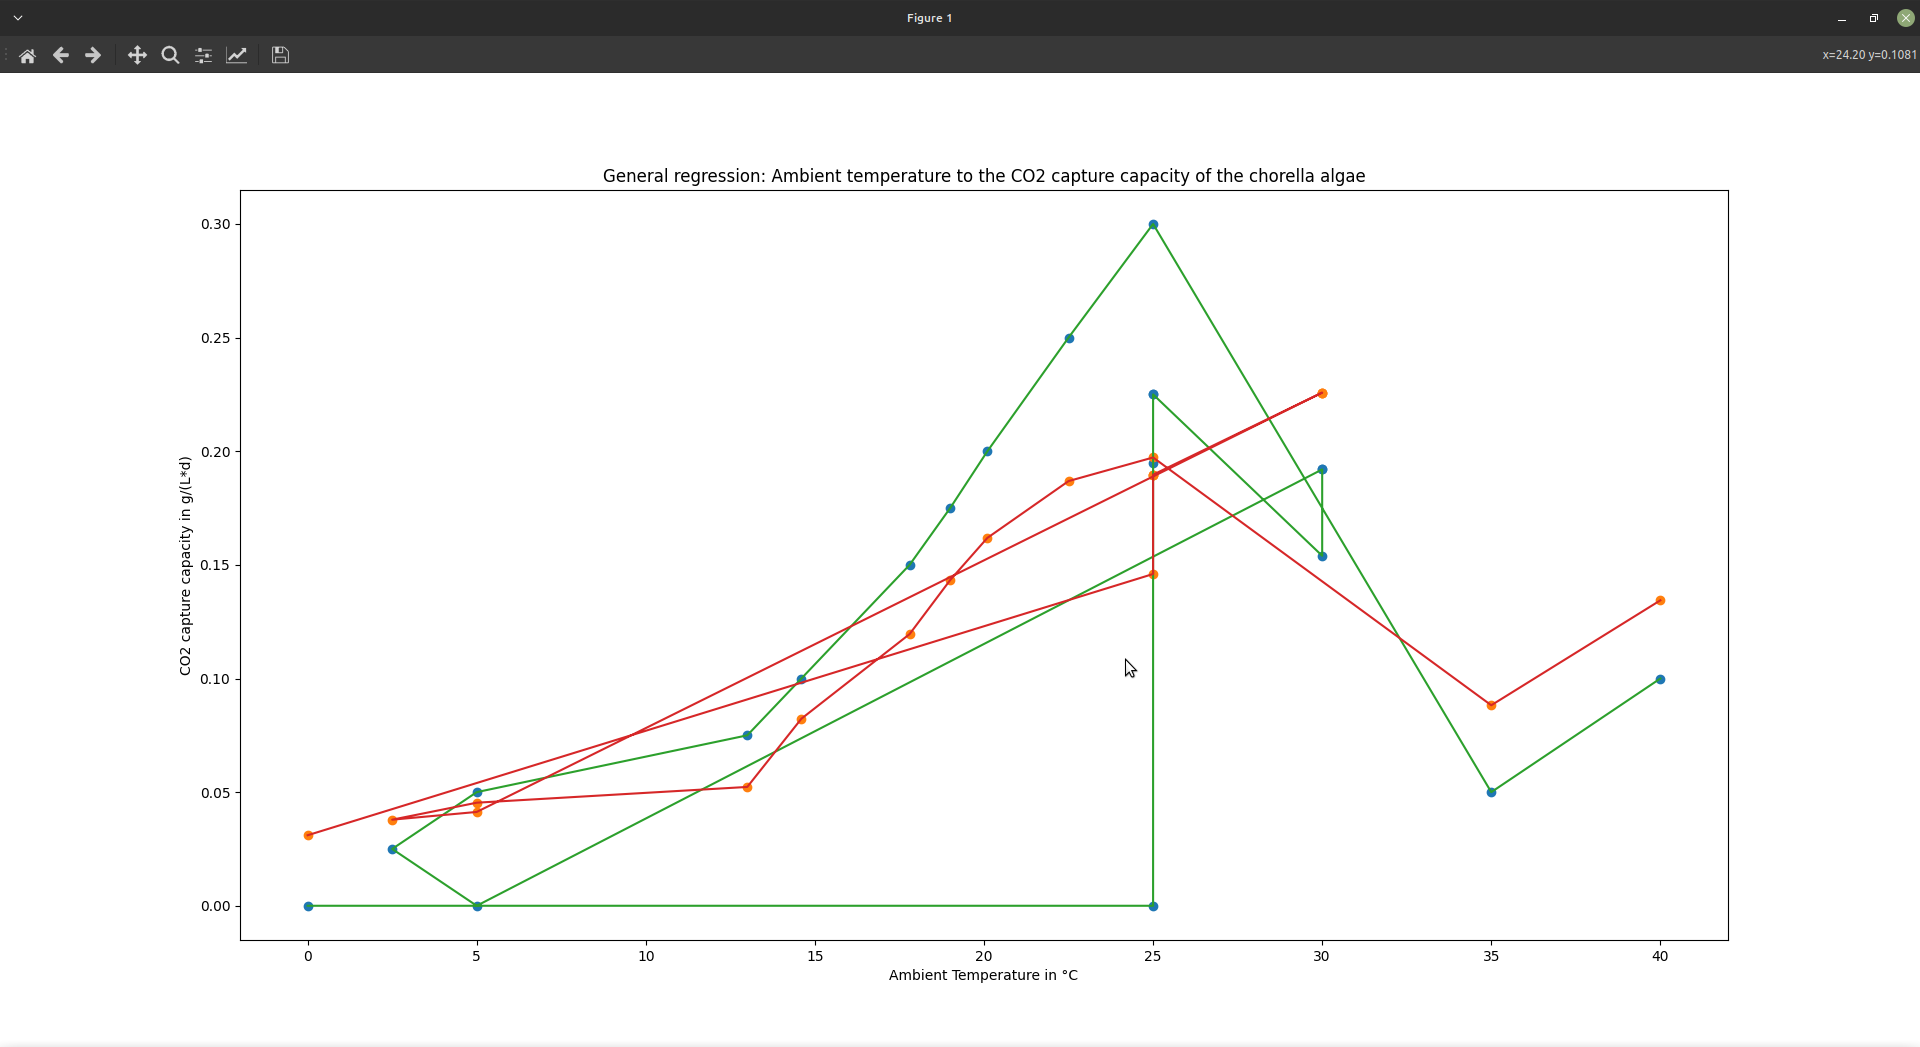 Figure 1
x=24.20 y=0.1081
General regression: Ambient temperature to the CO2 capture capacity of the chorella algae
CO2 capture capacity in g/(L*d)
0.30
0.25
0.20
0.15
0.10
0.05
0.00
0 5 10 15 20 25 30 35 40
Ambient Temperature in °C